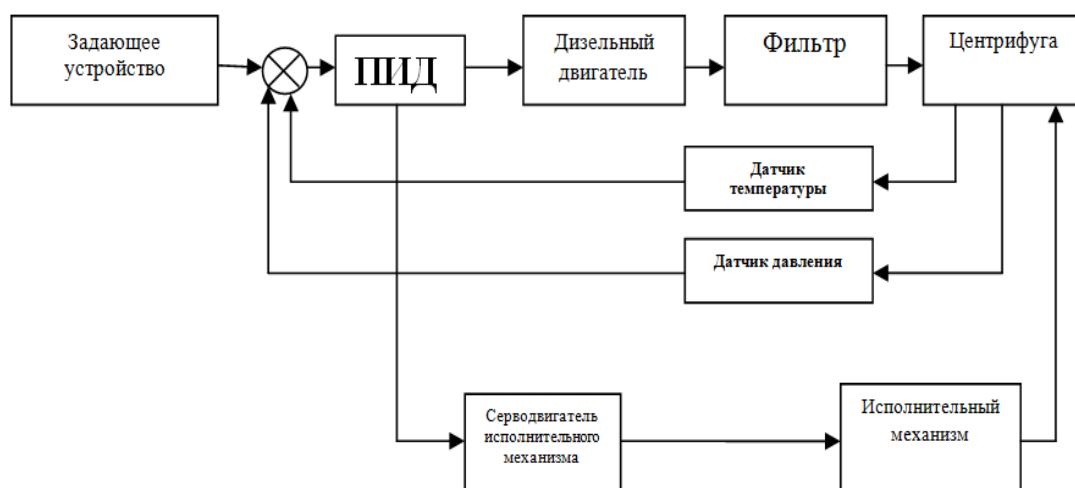 Задающее
устройство
ПИД
Дизельный
двигатель
Фильтр
Центрифуга
Датчик
температуры
Датчик давления
Серводвигатель
исполнительного
механизма
Исполнительный
механизм